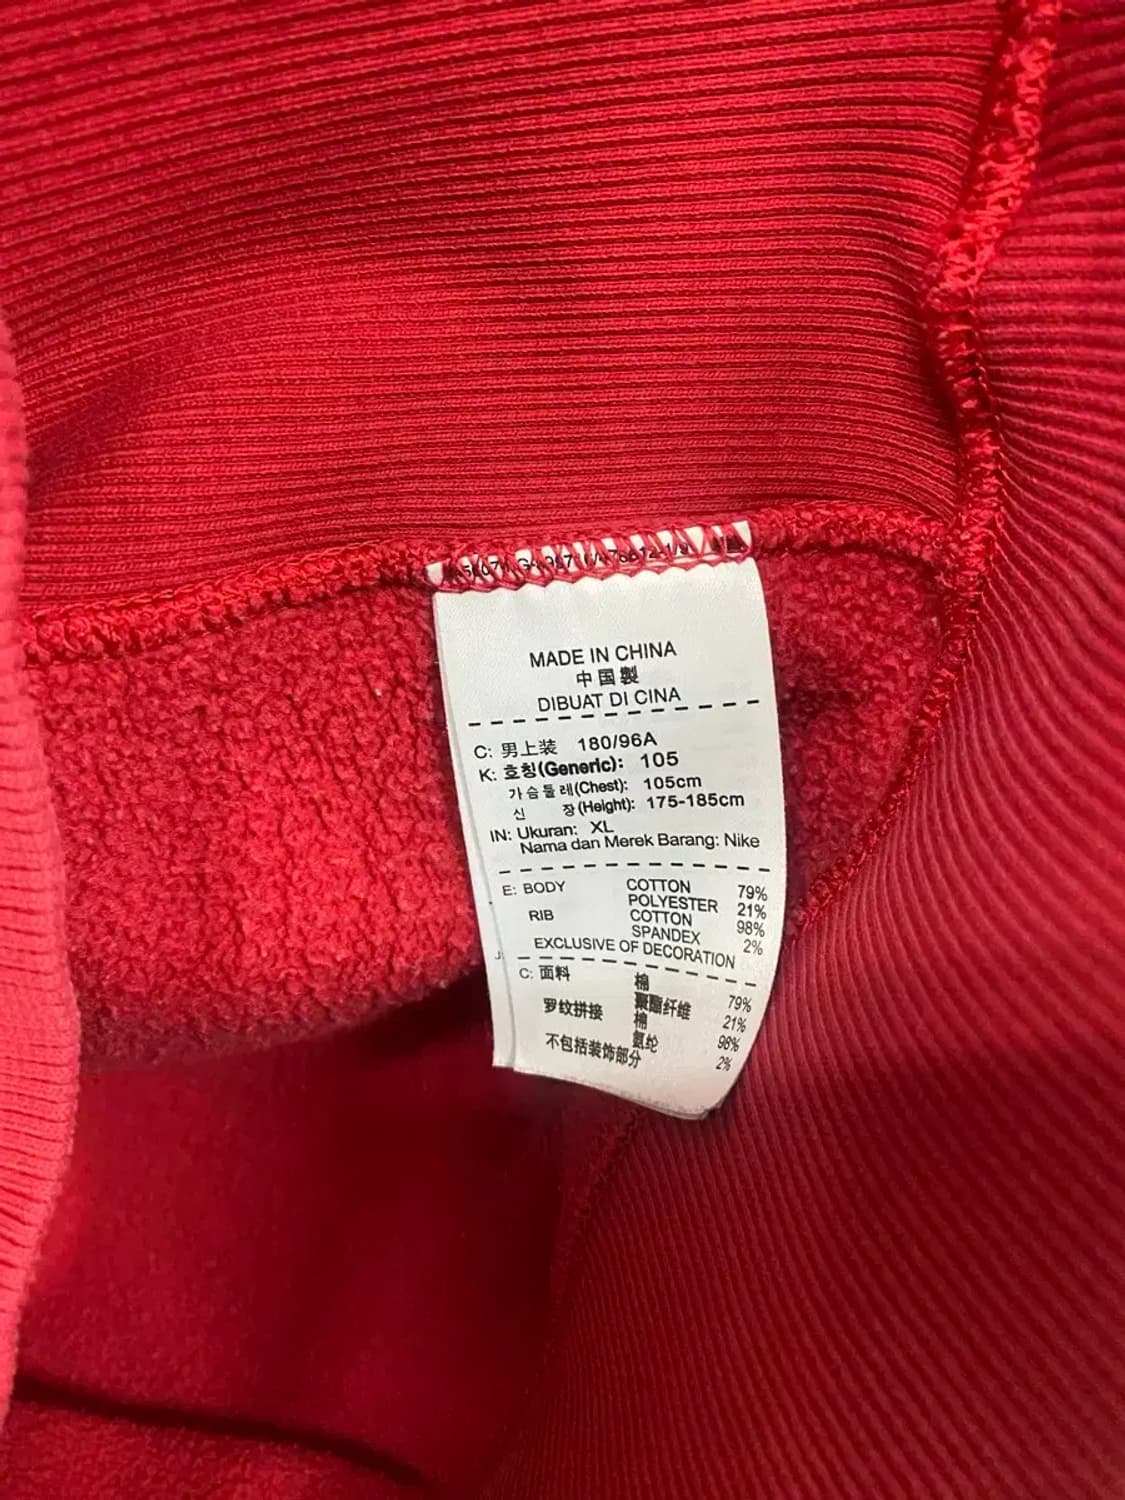 MADE IN CHINA
中国製
DIBUAT DI CINA
C: 男上装 180/96A
K: 호칭(Generic): 105
가슴둘레(Chest): 105cm
신 장(Height): 175-185cm
IN: Ukuran: XL
Nama dan Merek Barang: Nike
E: BODY COTTON 79%
POLYESTER 21%
RIB COTTON 98%
SPANDEX 2%
EXCLUSIVE OF DECORATION
C: 面料 棉 79%
聚酯纤维 21%
罗纹拼接 棉 98%
氨纶 2%
不包括装饰部分